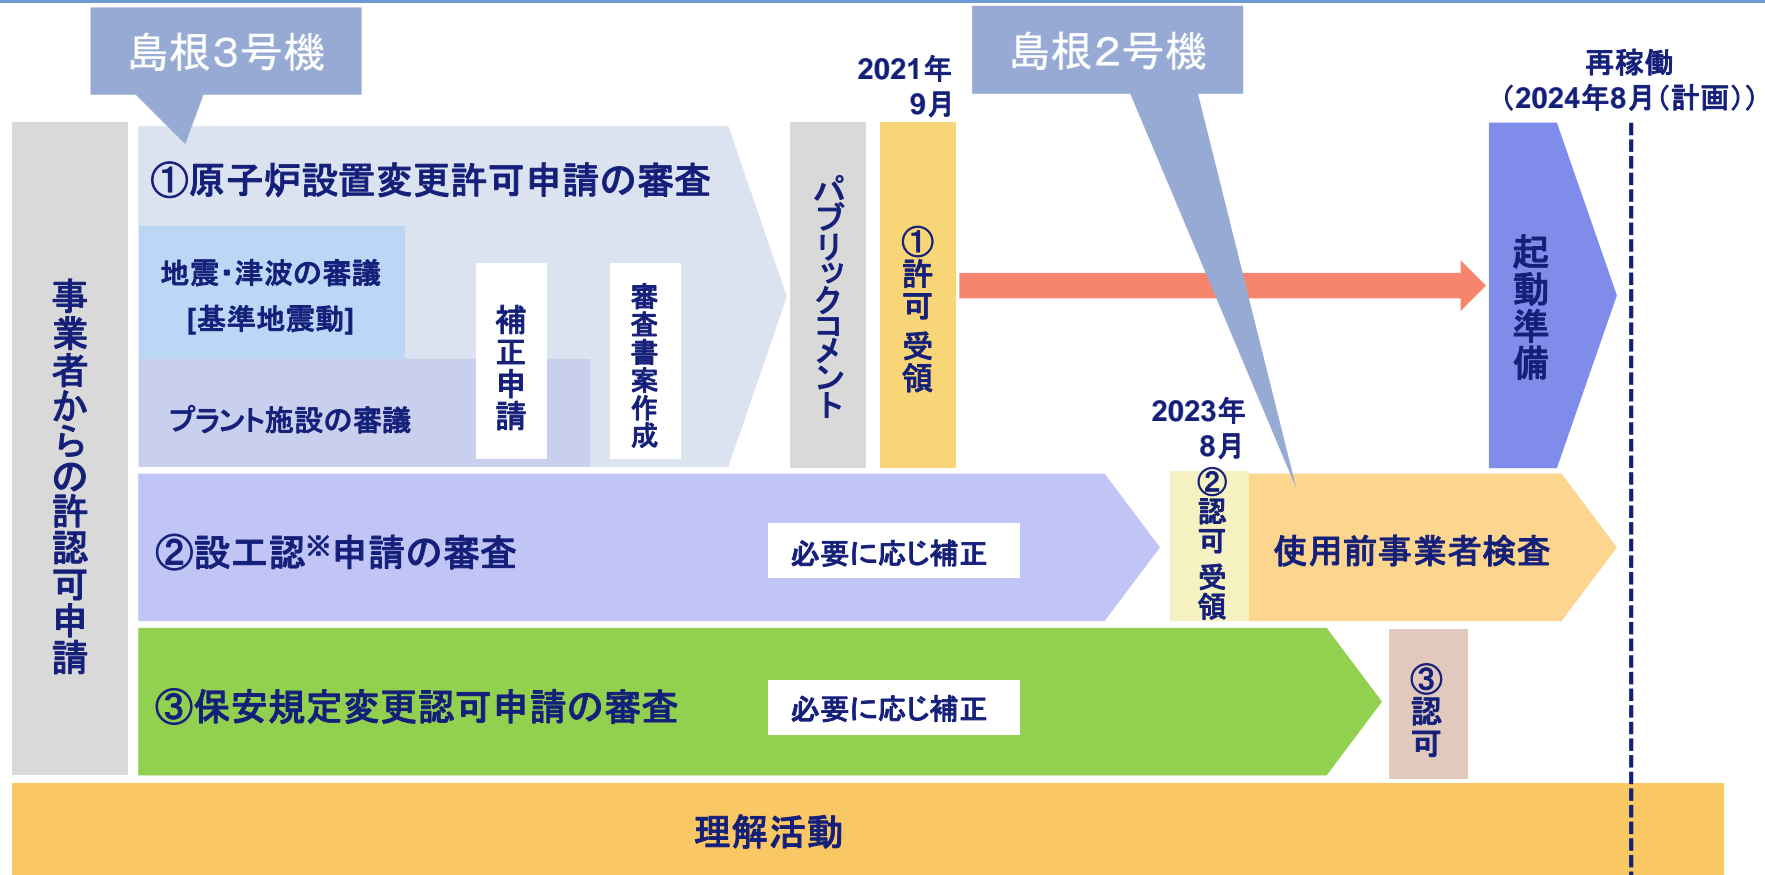 島根3号機
島根2号機
2021年
9月
再稼働
（2024年8月（計画））
事業者からの許認可申請
①原子炉設置変更許可申請の審査
地震・津波の審議
[基準地震動]
プラント施設の審議
補正申請
審査書案作成
パブリックコメント
①許可 受領
起動準備
2023年
8月
②設工認※申請の審査
必要に応じ補正
②認可 受領
使用前事業者検査
③保安規定変更認可申請の審査
必要に応じ補正
③認可
理解活動